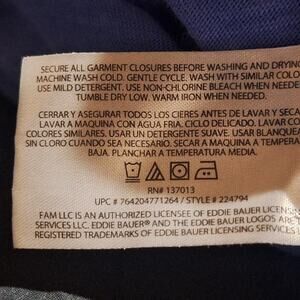 SECURE ALL GARMENT CLOSURES BEFORE WASHING AND DRYING
MACHINE WASH COLD. GENTLE CYCLE. WASH WITH SIMILAR COLO
USE MILD DETERGENT. USE NON-CHLORINE BLEACH WHEN NEEDED
TUMBLE DRY LOW. WARM IRON WHEN NEEDED.
CERRAR Y ASEGURAR TODOS LOS CIERES ANTES DE LAVAR Y SECA
LAVAR A MAQUINA CON AGUA FRIA, CICLO DELICADO. LAVAR CO
COLORES SIMILARES. USAR UN DETERGENTE SUAVE. USAR BLANQUEA
SIN CLORO CUANDO SEA NECESARIO. SECAR A MAQUINA A TEMPERA
BAJA. PLANCHAR A TEMPERATURA MEDIA.
RN# 137013
UPC # 764204771264 / STYLE # 224794
FAM LLC IS AN AUTHORIZED LICENSEE OF EDDIE BAUER LICENS
SERVICES LLC. EDDIE BAUER® AND THE EDDIE BAUER LOGOS AR
REGISTERED TRADEMARKS OF EDDIE BAUER LICENSING SERVICES L